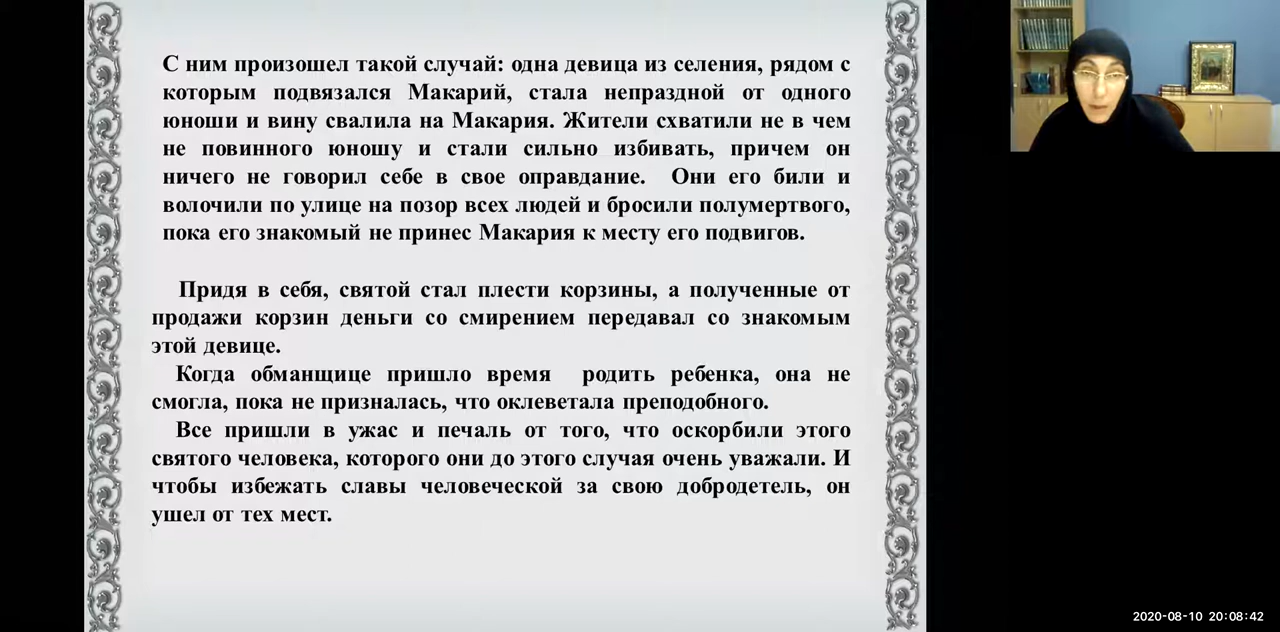 С ним произошел такой случай: одна девица из селения, рядом с
которым подвязался Макарий, стала непраздной от одного
юноши и вину свалила на Макария. Жители схватили не в чем
не повинного юношу и стали сильно избивать, причем он
ничего не говорил себе в свое оправдание. Они его били и
волочили по улице на позор всех людей и бросили полумертвого,
пока его знакомый не принес Макария к месту его подвигов.
Придя в себя, святой стал плести корзины, а полученные от
продажи корзин деньги со смирением передавал со знакомым
этой девице.
Когда обманщице пришло время родить ребенка, она не
смогла, пока не призналась, что оклеветала преподобного.
Все пришли в ужас и печаль от того, что оскорбили этого
святого человека, которого они до этого случая очень уважали. И
чтобы избежать славы человеческой за свою добродетель, он
ушел от тех мест.
2020-08-10 20:08:42